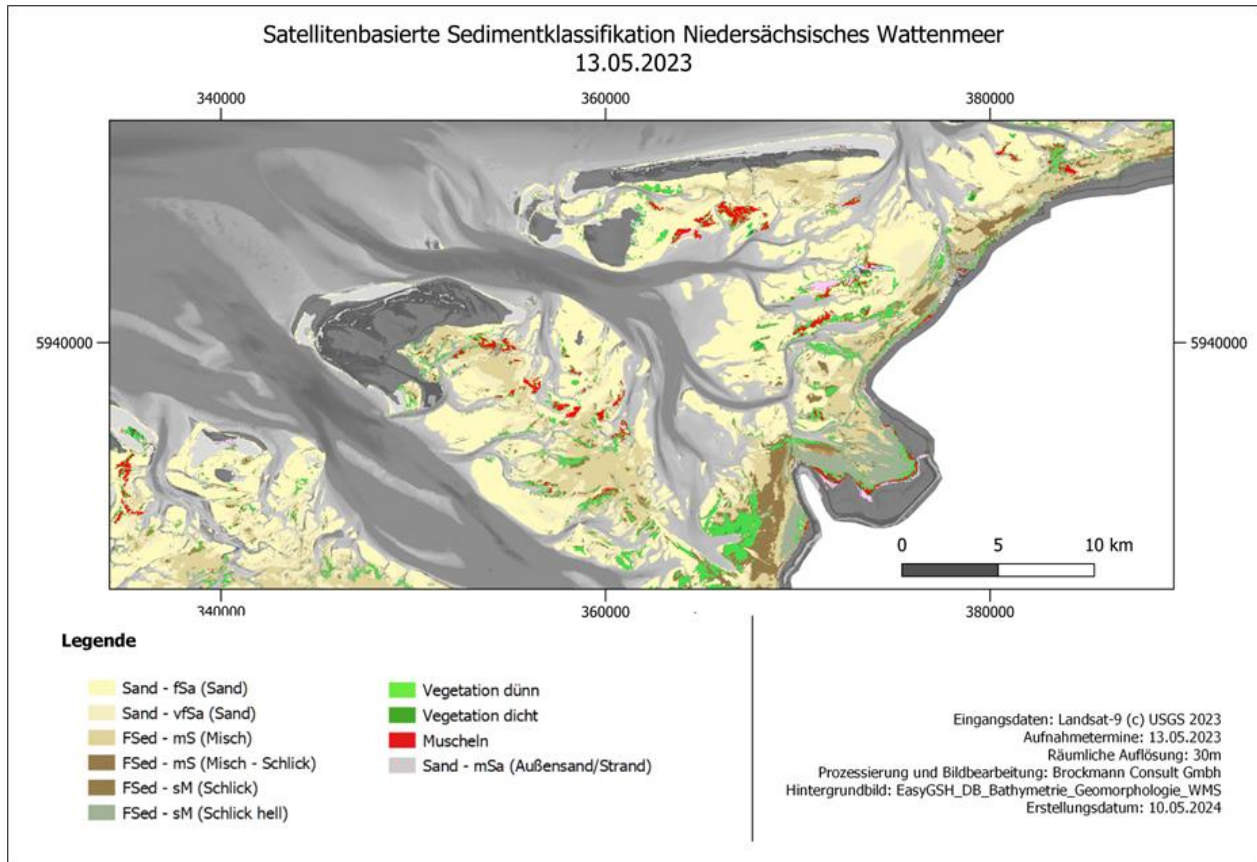 Satellitenbasierte Sedimentklassifikation Niedersächsisches Wattenmeer
13.05.2023
340000 360000 380000
5940000 5940000
0 5 10 km
340000 360000 380000
Legende
Sand - fSa (Sand)
Sand - vfSa (Sand)
FSed - mS (Misch)
FSed - mS (Misch - Schlick)
FSed - sM (Schlick)
FSed - sM (Schlick hell)
Vegetation dünn
Vegetation dicht
Muscheln
Sand - mSa (Außensand/Strand)
Eingangsdaten: Landsat-9 (c) USGS 2023
Aufnahmetermine: 13.05.2023
Räumliche Auflösung: 30m
Prozessierung und Bildbearbeitung: Brockmann Consult Gmbh
Hintergrundbild: EasyGSH_DB_Bathymetrie_Geomorphologie_WMS
Erstellungsdatum: 10.05.2024